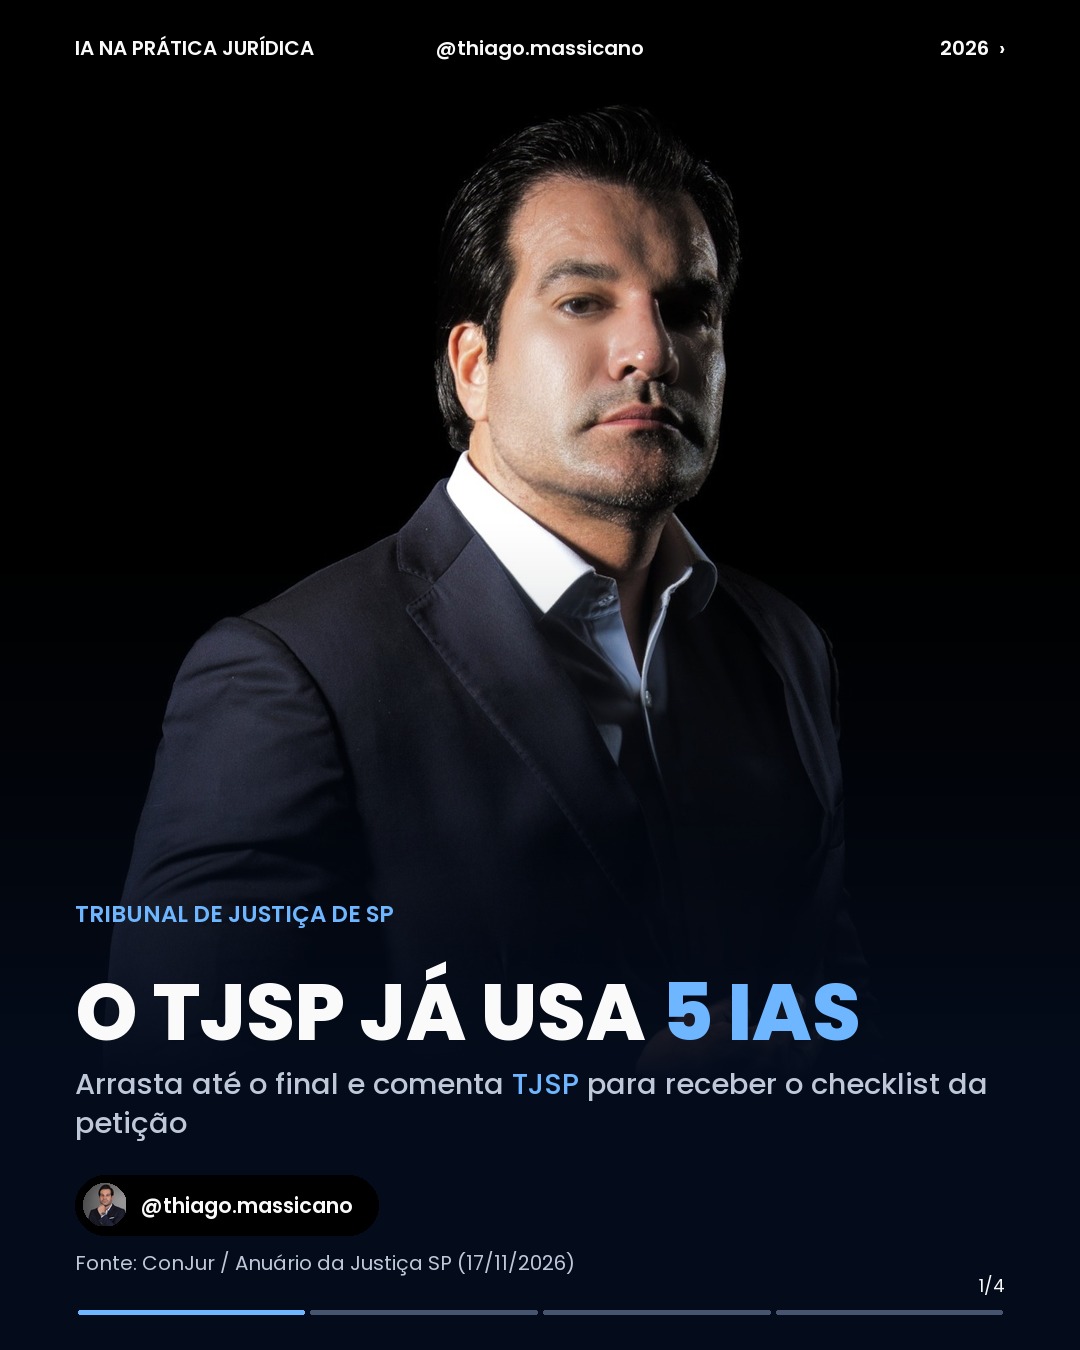 IA NA PRÁTICA JURÍDICA
@thiago.massicano
2026 ›
TRIBUNAL DE JUSTIÇA DE SP
O TJSP JÁ USA 5 IAS
Arrasta até o final e comenta TJSP para receber o checklist da
petição
@thiago.massicano
Fonte: ConJur / Anuário da Justiça SP (17/11/2026)
1/4